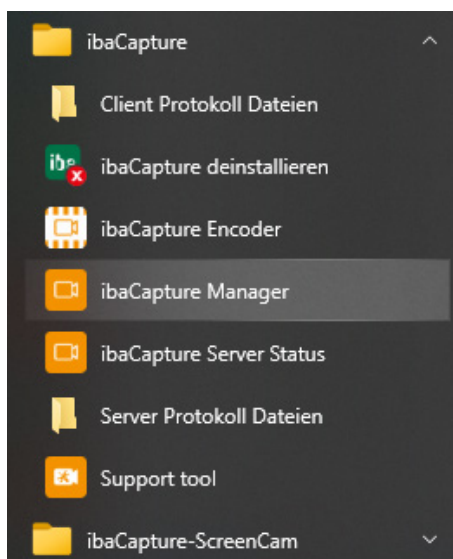 ibaCapture
Client Protokoll Dateien
iba
ibaCapture deinstallieren
ibaCapture Encoder
ibaCapture Manager
ibaCapture Server Status
Server Protokoll Dateien
Support tool
ibaCapture-ScreenCam